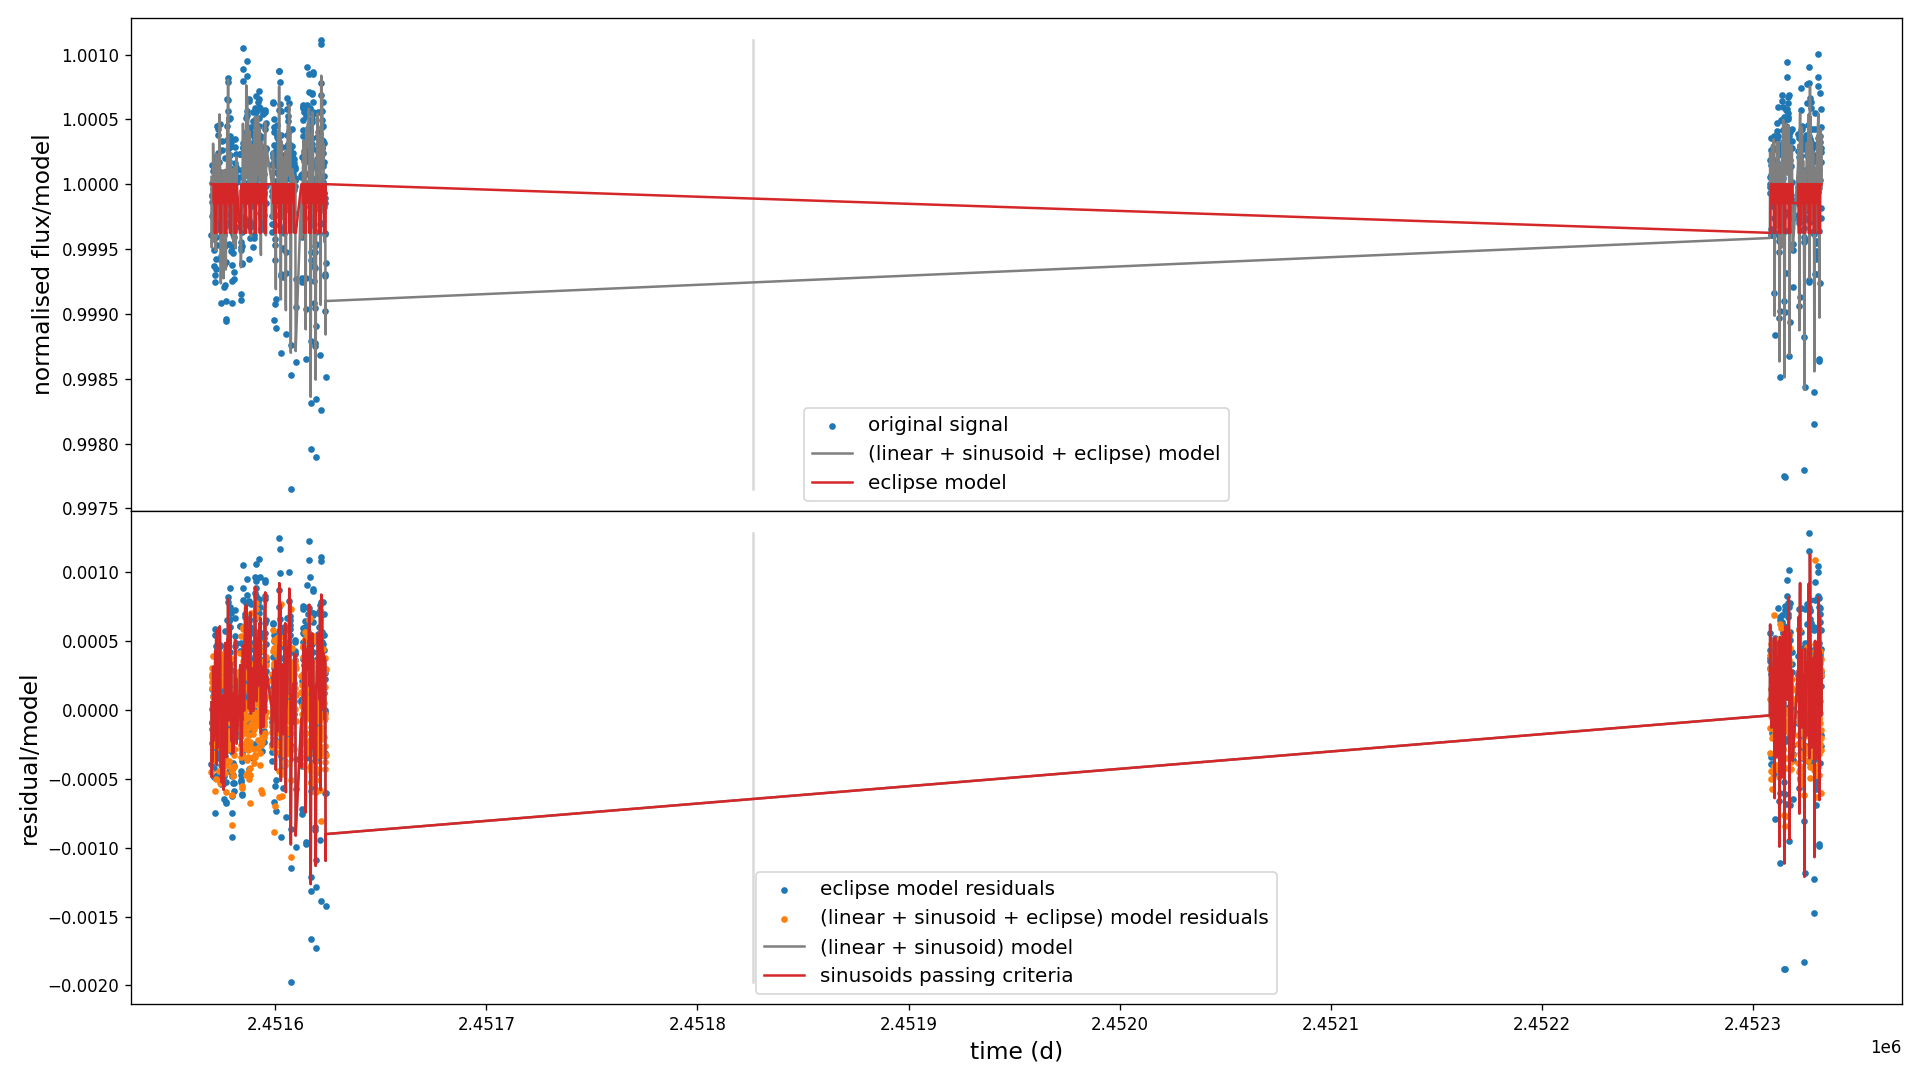 1.0010
1.0005
1.0000
0.9995
0.9990
0.9985
0.9980
0.9975
normalised flux/model
original signal
(linear + sinusoid + eclipse) model
eclipse model
0.0010
0.0005
0.0000
−0.0005
−0.0010
−0.0015
−0.0020
residual/model
eclipse model residuals
(linear + sinusoid + eclipse) model residuals
(linear + sinusoid) model
sinusoids passing criteria
2.4516 2.4517 2.4518 2.4519 2.4520 2.4521 2.4522 2.4523
1e6
time (d)